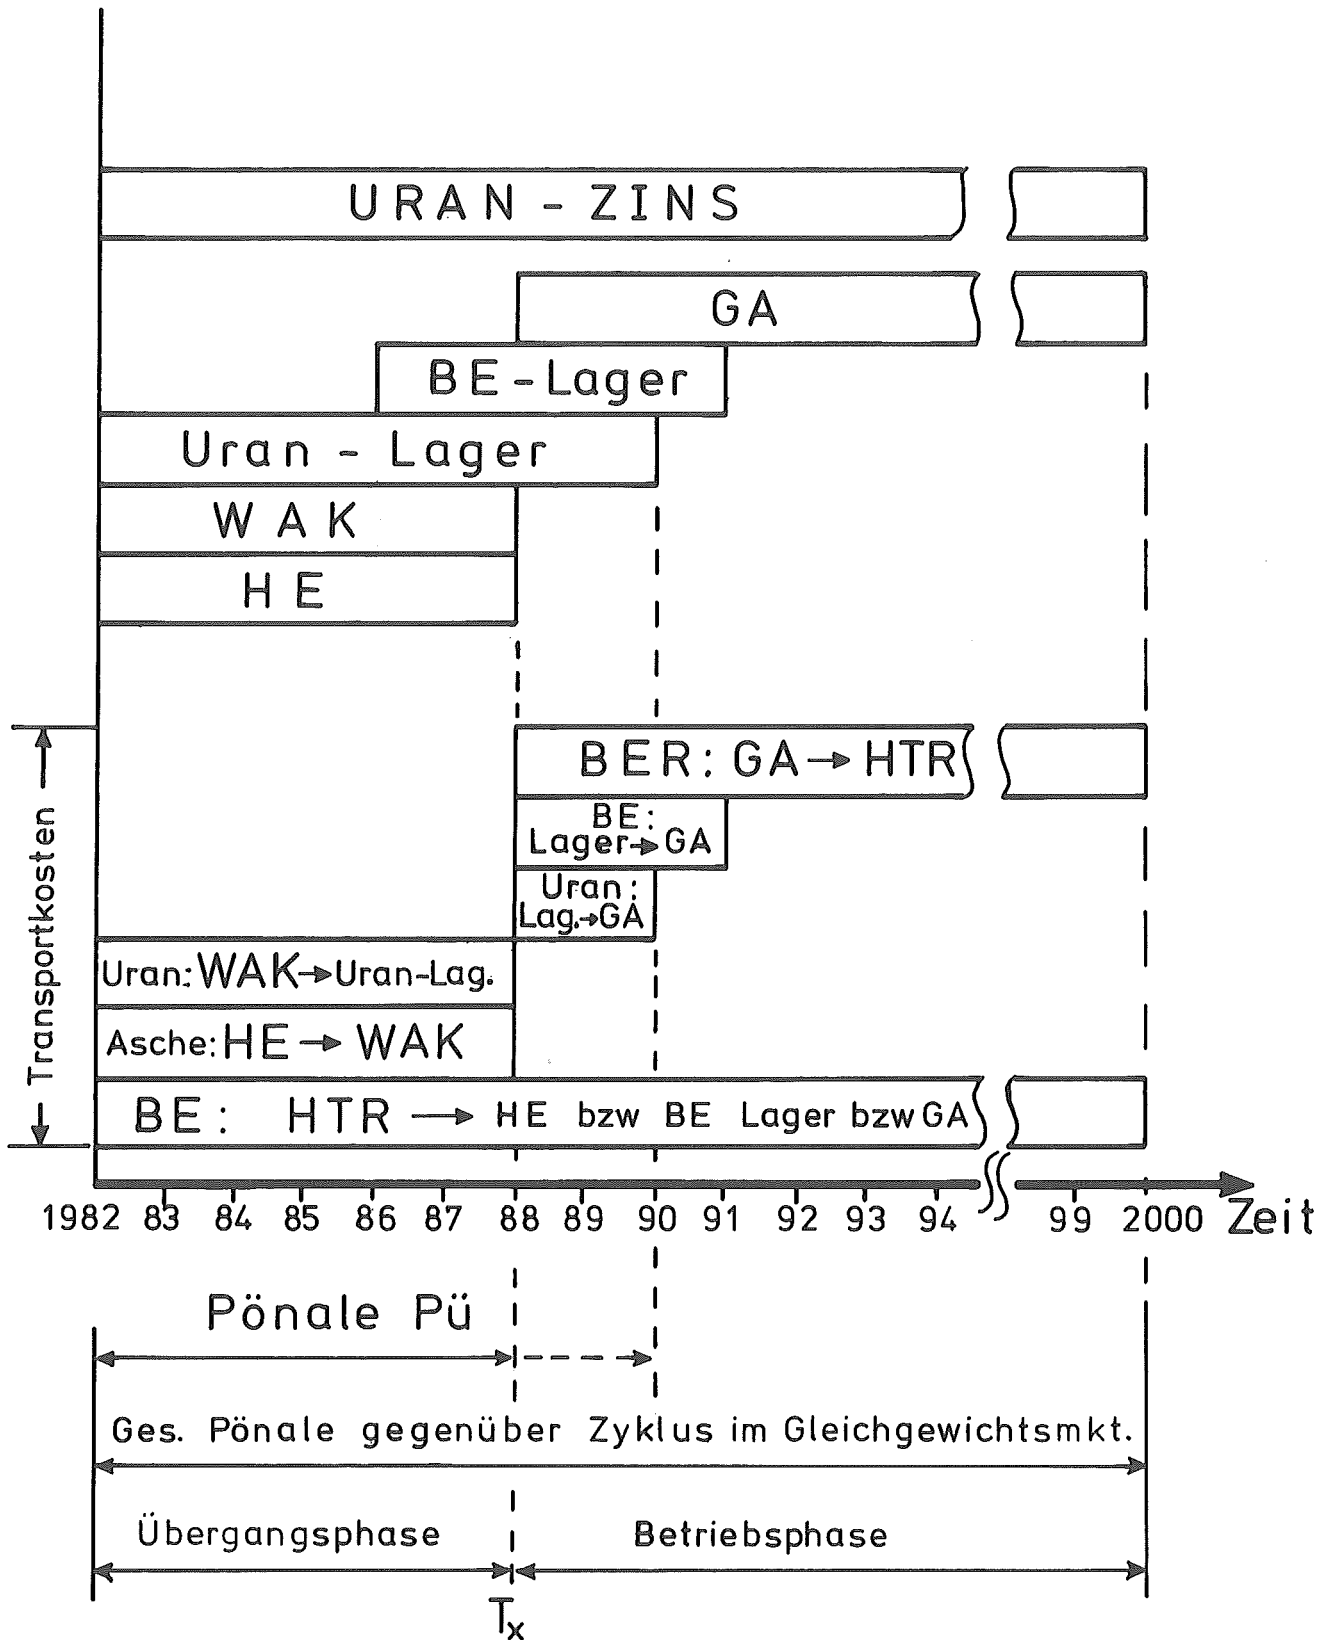 URAN - ZINS
GA
BE-Lager
Uran - Lager
WAK
HE
Transportkosten
BER: GA → HTR
BE:
Lager → GA
Uran:
Lag. → GA
Uran: WAK → Uran-Lag.
Asche: HE → WAK
BE: HTR → HE bzw BE Lager bzw GA
1982 83 84 85 86 87 88 89 90 91 92 93 94 99 2000 Zeit
Pönale Pü
Ges. Pönale gegenüber Zyklus im Gleichgewichtsmkt.
Übergangsphase Betriebsphase
Tx